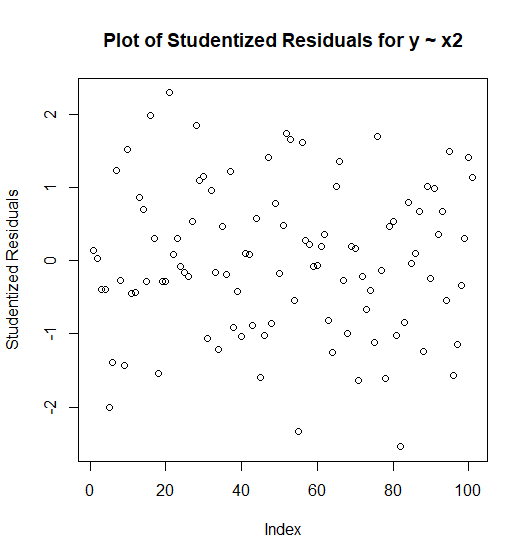 Plot of Studentized Residuals for y ~ x2
Studentized Residuals
2
1
0
-1
-2
0 20 40 60 80 100
Index